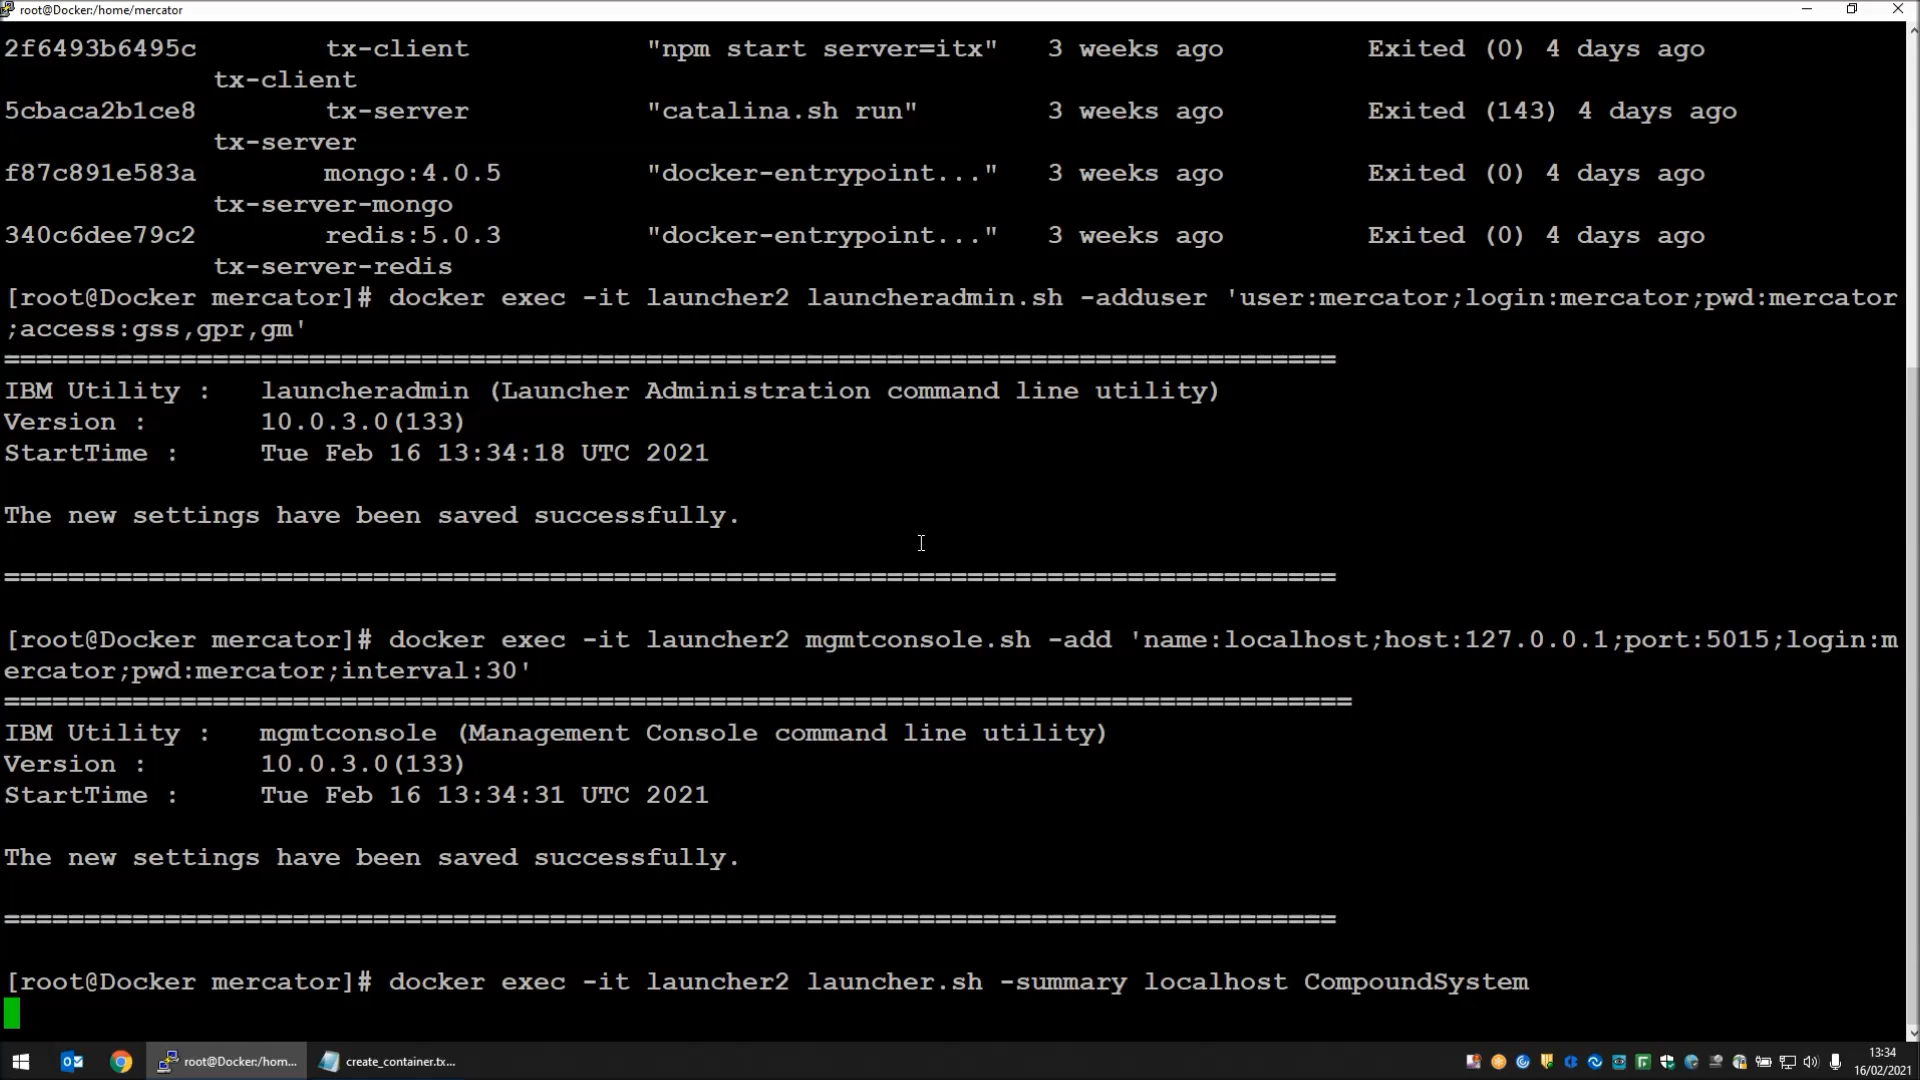 root@Docker:/home/mercator
2f6493b6495c tx-client "npm start server=itx" 3 weeks ago Exited (0) 4 days ago
tx-client
5cbaca2b1ce8 tx-server "catalina.sh run" 3 weeks ago Exited (143) 4 days ago
tx-server
f87c891e583a mongo:4.0.5 "docker-entrypoint..." 3 weeks ago Exited (0) 4 days ago
tx-server-mongo
340c6dee79c2 redis:5.0.3 "docker-entrypoint..." 3 weeks ago Exited (0) 4 days ago
tx-server-redis
[root@Docker mercator]# docker exec -it launcher2 launcheradmin.sh -adduser 'user:mercator;login:mercator;pwd:mercator
;access:gss,gpr,gm'
===================================================================================
IBM Utility : launcheradmin (Launcher Administration command line utility)
Version : 10.0.3.0(133)
StartTime : Tue Feb 16 13:34:18 UTC 2021
The new settings have been saved successfully.
===================================================================================
[root@Docker mercator]# docker exec -it launcher2 mgmtconsole.sh -add 'name:localhost;host:127.0.0.1;port:5015;login:m
ercator;pwd:mercator;interval:30'
====================================================================================
IBM Utility : mgmtconsole (Management Console command line utility)
Version : 10.0.3.0(133)
StartTime : Tue Feb 16 13:34:31 UTC 2021
The new settings have been saved successfully.
===================================================================================
[root@Docker mercator]# docker exec -it launcher2 launcher.sh -summary localhost CompoundSystem
root@Docker:/hom...
create_container.tx...
13:34
16/02/2021